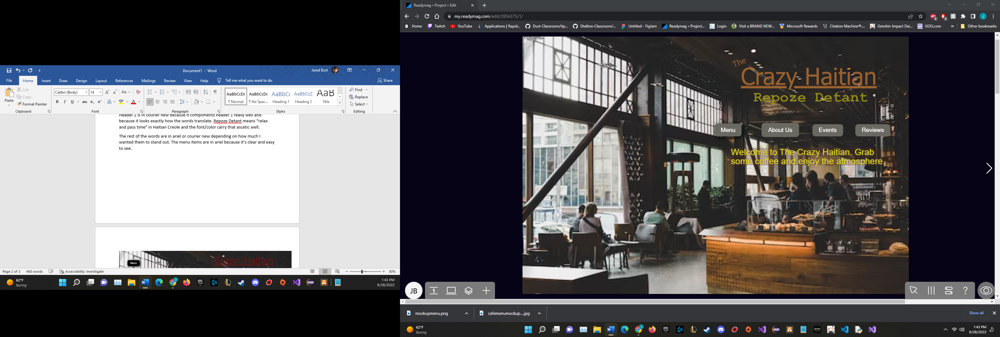 Document1 - Word
Jared Burt
File Home Insert Draw Design Layout References Mailings Review View Help Tell me what you want to do Share
Paste
Cut
Copy
Format Painter
Clipboard
Calibri (Body) 14
Font
Paragraph
AaBbCcDc AaBbCcDc AaBbCc AaBbCcD AaB
¶ Normal ¶ No Spac... Heading 1 Heading 2 Title
Styles
Find
Replace
Select
Editing
Header 2 is in courier new because it compliments header 1 really well and
because it looks exactly how the words translate. Repoze Detant means “relax
and pass time” in Haitian Creole and the font/color carry that ascetic well.
The rest of the words are in ariel or courier new depending on how much I
wanted them to stand out. The menu items are in ariel because it’s clear and easy
to see.
Menu
Crazy Haitian
Page 2 of 3 468 words Accessibility: Investigate 80%
62°F
Sunny
1:43 PM
9/28/2022
Readymag • Project • Edit
my.readymag.com/edit/3956375/1/
Home Twitch YouTube Applications | Rapid... Dust-Classroom/itp... Shelton-Classroom/... Untitled - FigJam Readymag • Project... Login Visit a BRAND NEW... Microsoft Rewards Citation Machine®:... Genshin Impact Dai... GOG.com » Other bookmarks
The
Crazy Haitian
Repoze Detant
Menu About Us Events Reviews
Welcome to The Crazy Haitian. Grab
some coffee and enjoy the atmosphere.
JB 1
?
mockupmenu.png cafemenumockup....jpg Show all
62°F
Sunny
1:43 PM
9/28/2022